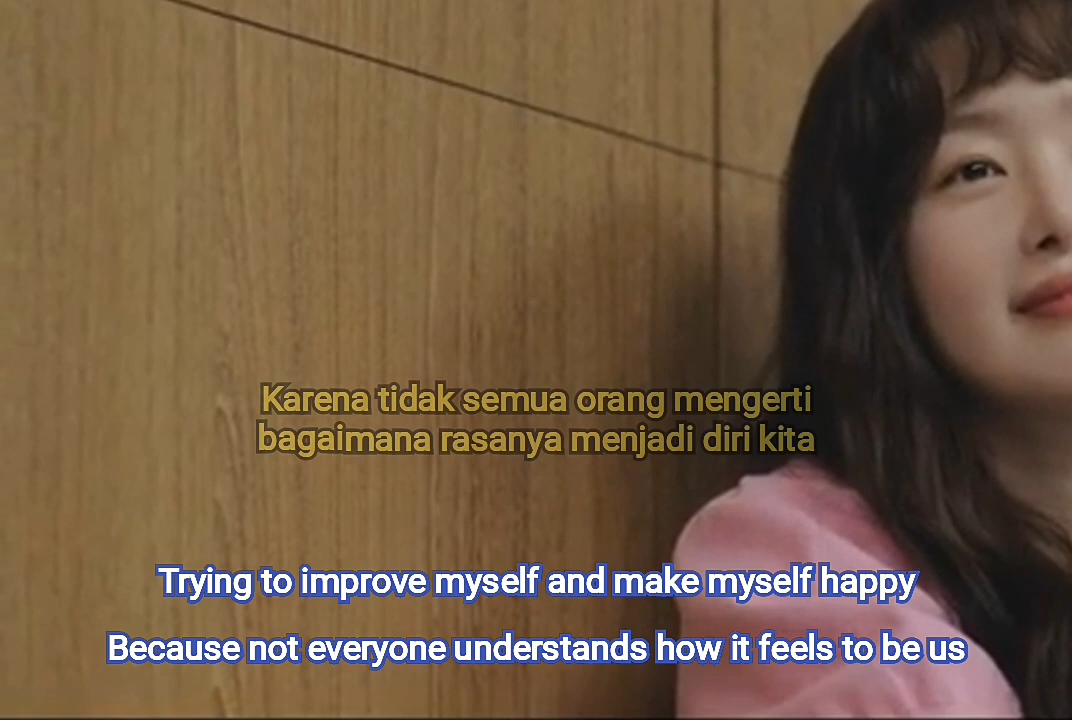 Karena tidak semua orang mengerti
bagaimana rasanya menjadi diri kita
Trying to improve myself and make myself happy
Because not everyone understands how it feels to be us